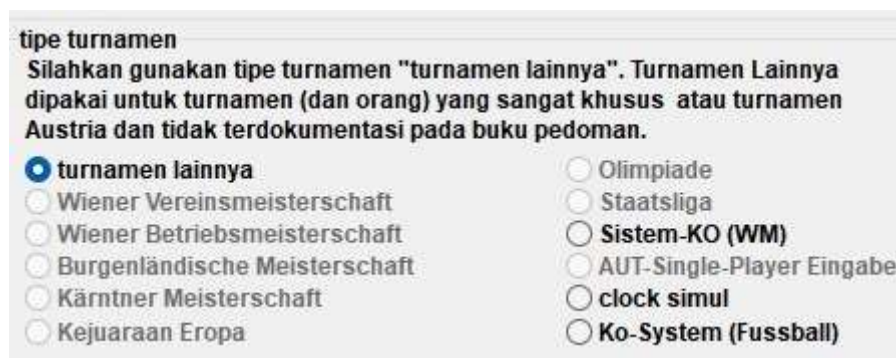 tipe turnamen
Silahkan gunakan tipe turnamen "turnamen lainnya". Turnamen Lainnya
dipakai untuk turnamen (dan orang) yang sangat khusus atau turnamen
Austria dan tidak terdokumentasi pada buku pedoman.
turnamen lainnya
Wiener Vereinsmeisterschaft
Wiener Betriebsmeisterschaft
Burgenländische Meisterschaft
Kärntner Meisterschaft
Kejuaraan Eropa
Olimpiade
Staatsliga
Sistem-KO (WM)
AUT-Single-Player Eingabe
clock simul
Ko-System (Fussball)